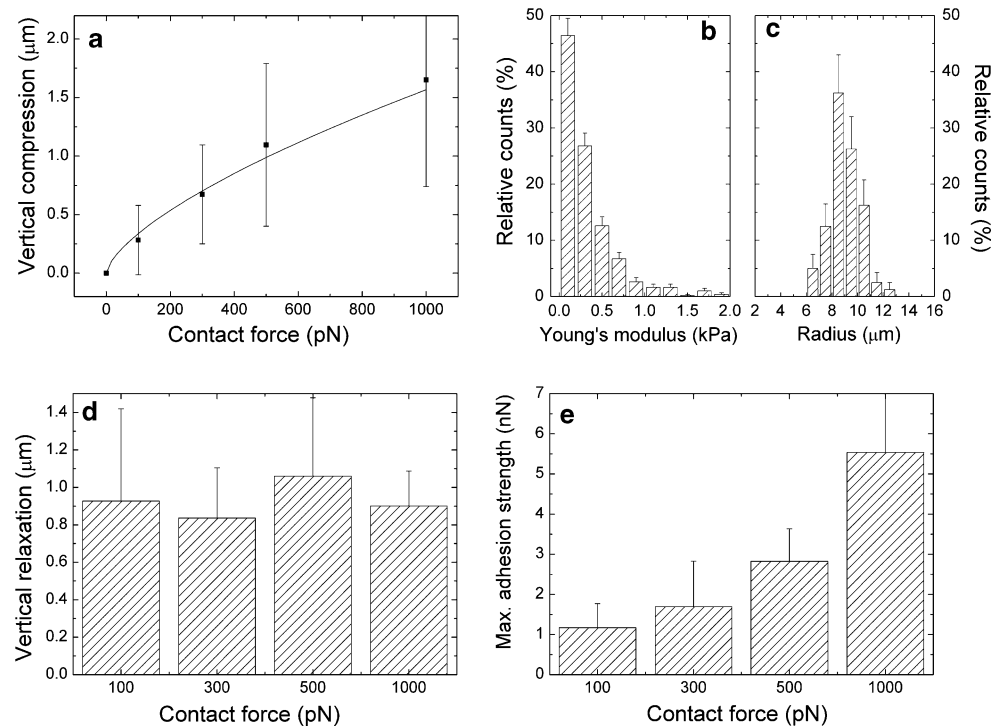 a
Vertical compression (μm)
2.0
1.5
1.0
0.5
0.0
0 200 400 600 800 1000
Contact force (pN)
b
Relative counts (%)
50
40
30
20
10
0
0.0 0.5 1.0 1.5 2.0
Young's modulus (kPa)
c
50
40
30
20
10
0
Relative counts (%)
2 4 6 8 10 12 14 16
Radius (μm)
d
Vertical relaxation (μm)
1.4
1.2
1.0
0.8
0.6
0.4
0.2
0.0
100 300 500 1000
Contact force (pN)
e
Max. adhesion strength (nN)
7
6
5
4
3
2
1
0
100 300 500 1000
Contact force (pN)